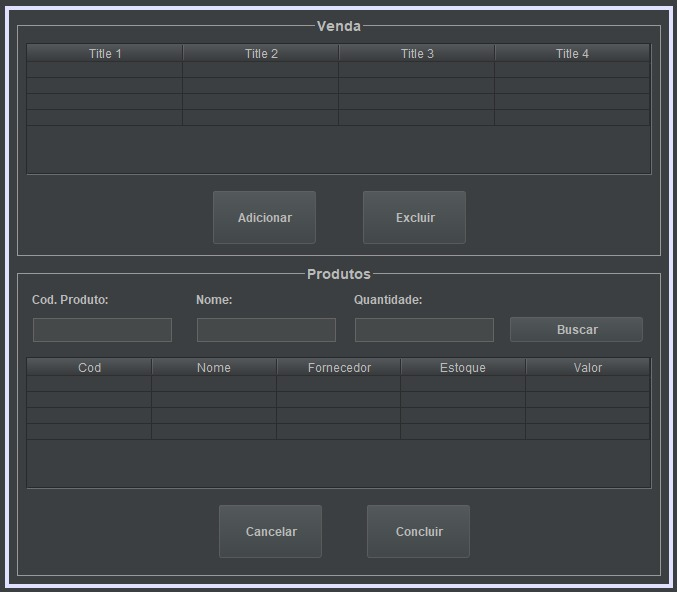 Venda
Title 1 Title 2 Title 3 Title 4
Adicionar Excluir
Produtos
Cod. Produto: Nome: Quantidade:
Buscar
Cod Nome Fornecedor Estoque Valor
Cancelar Concluir